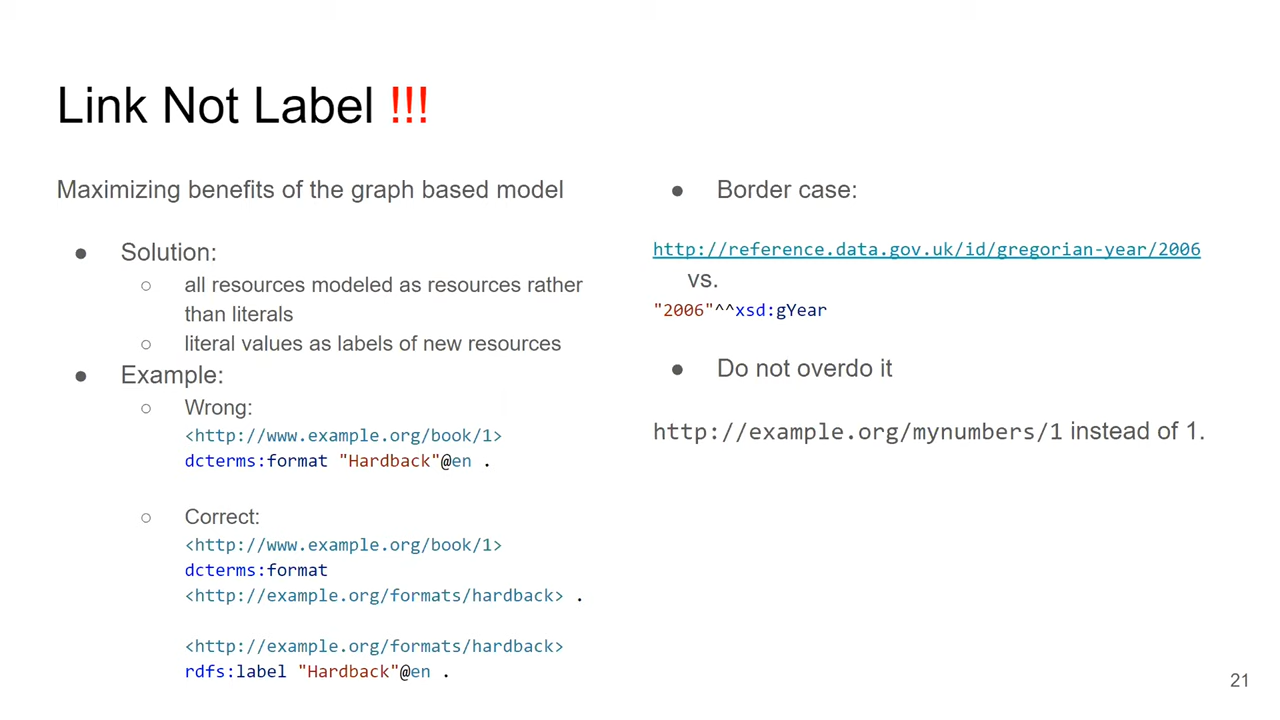 Link Not Label !!!
Maximizing benefits of the graph based model
● Solution:
○ all resources modeled as resources rather
than literals
○ literal values as labels of new resources
● Example:
○ Wrong:
<http://www.example.org/book/1>
dcterms:format "Hardback"@en .
○ Correct:
<http://www.example.org/book/1>
dcterms:format
<http://example.org/formats/hardback> .
<http://example.org/formats/hardback>
rdfs:label "Hardback"@en .
● Border case:
http://reference.data.gov.uk/id/gregorian-year/2006
vs.
"2006"^^xsd:gYear
● Do not overdo it
http://example.org/mynumbers/1 instead of 1.
21